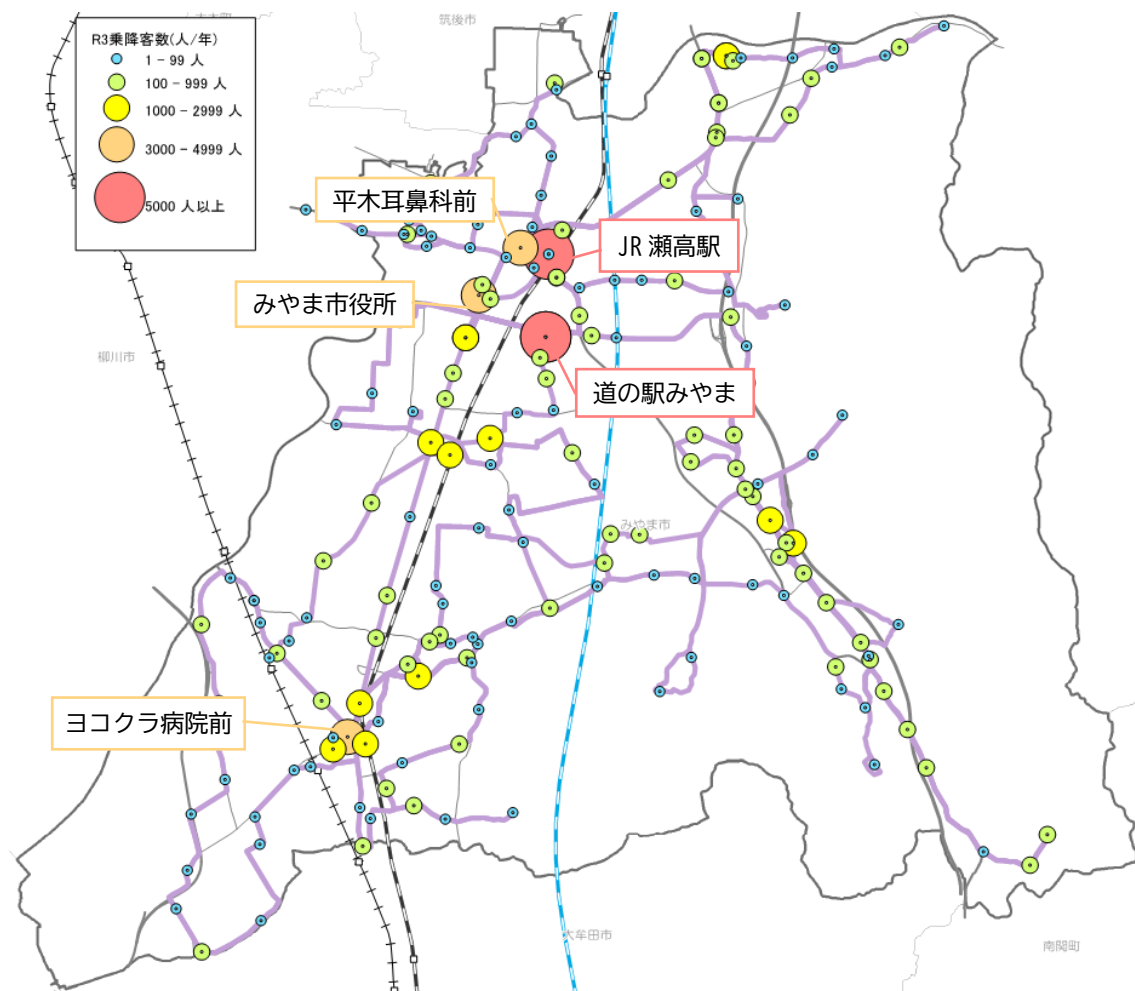 筑後市
R3乗降客数(人/年)
1 - 99 人
100 - 999 人
1000 - 2999 人
3000 - 4999 人
5000 人以上
平木耳鼻科前
JR 瀬高駅
みやま市役所
柳川市
道の駅みやま
みやま市
ヨコクラ病院前
大牟田市
南関町